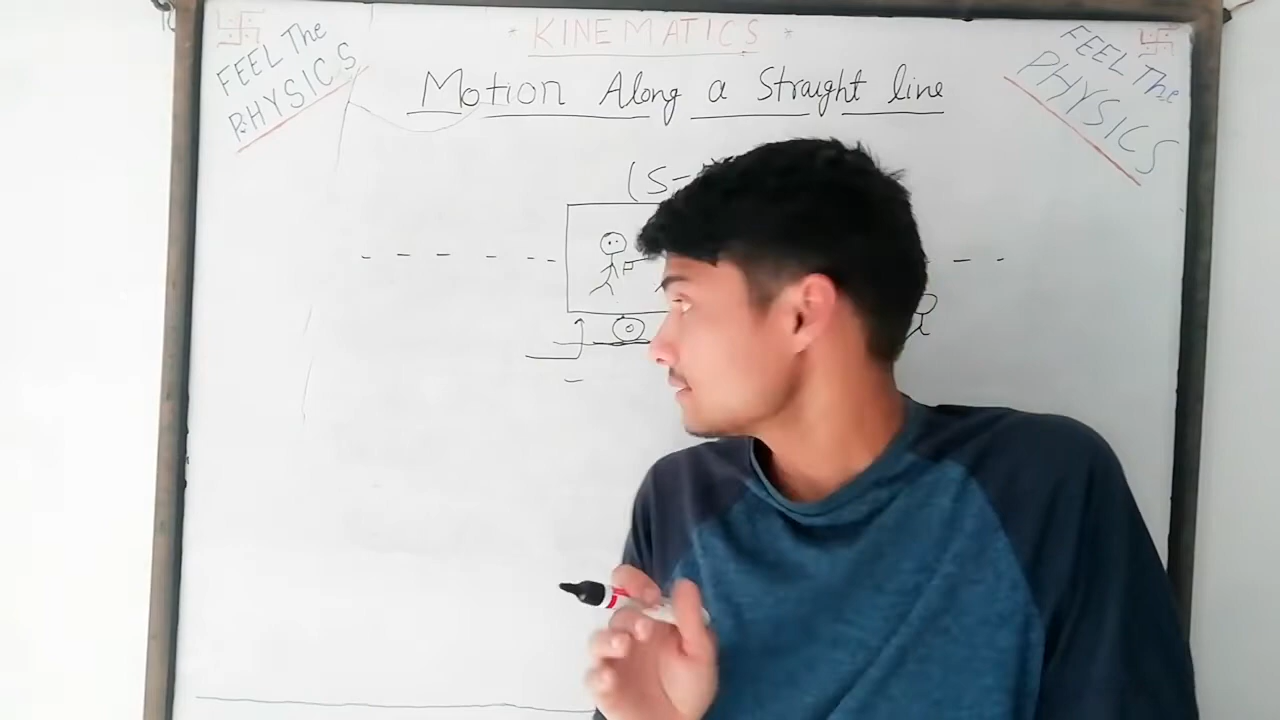 * KINEMATICS *
Motion Along a Straight line
FEEL The
PHYSICS
FEEL The
PHYSICS
(S-